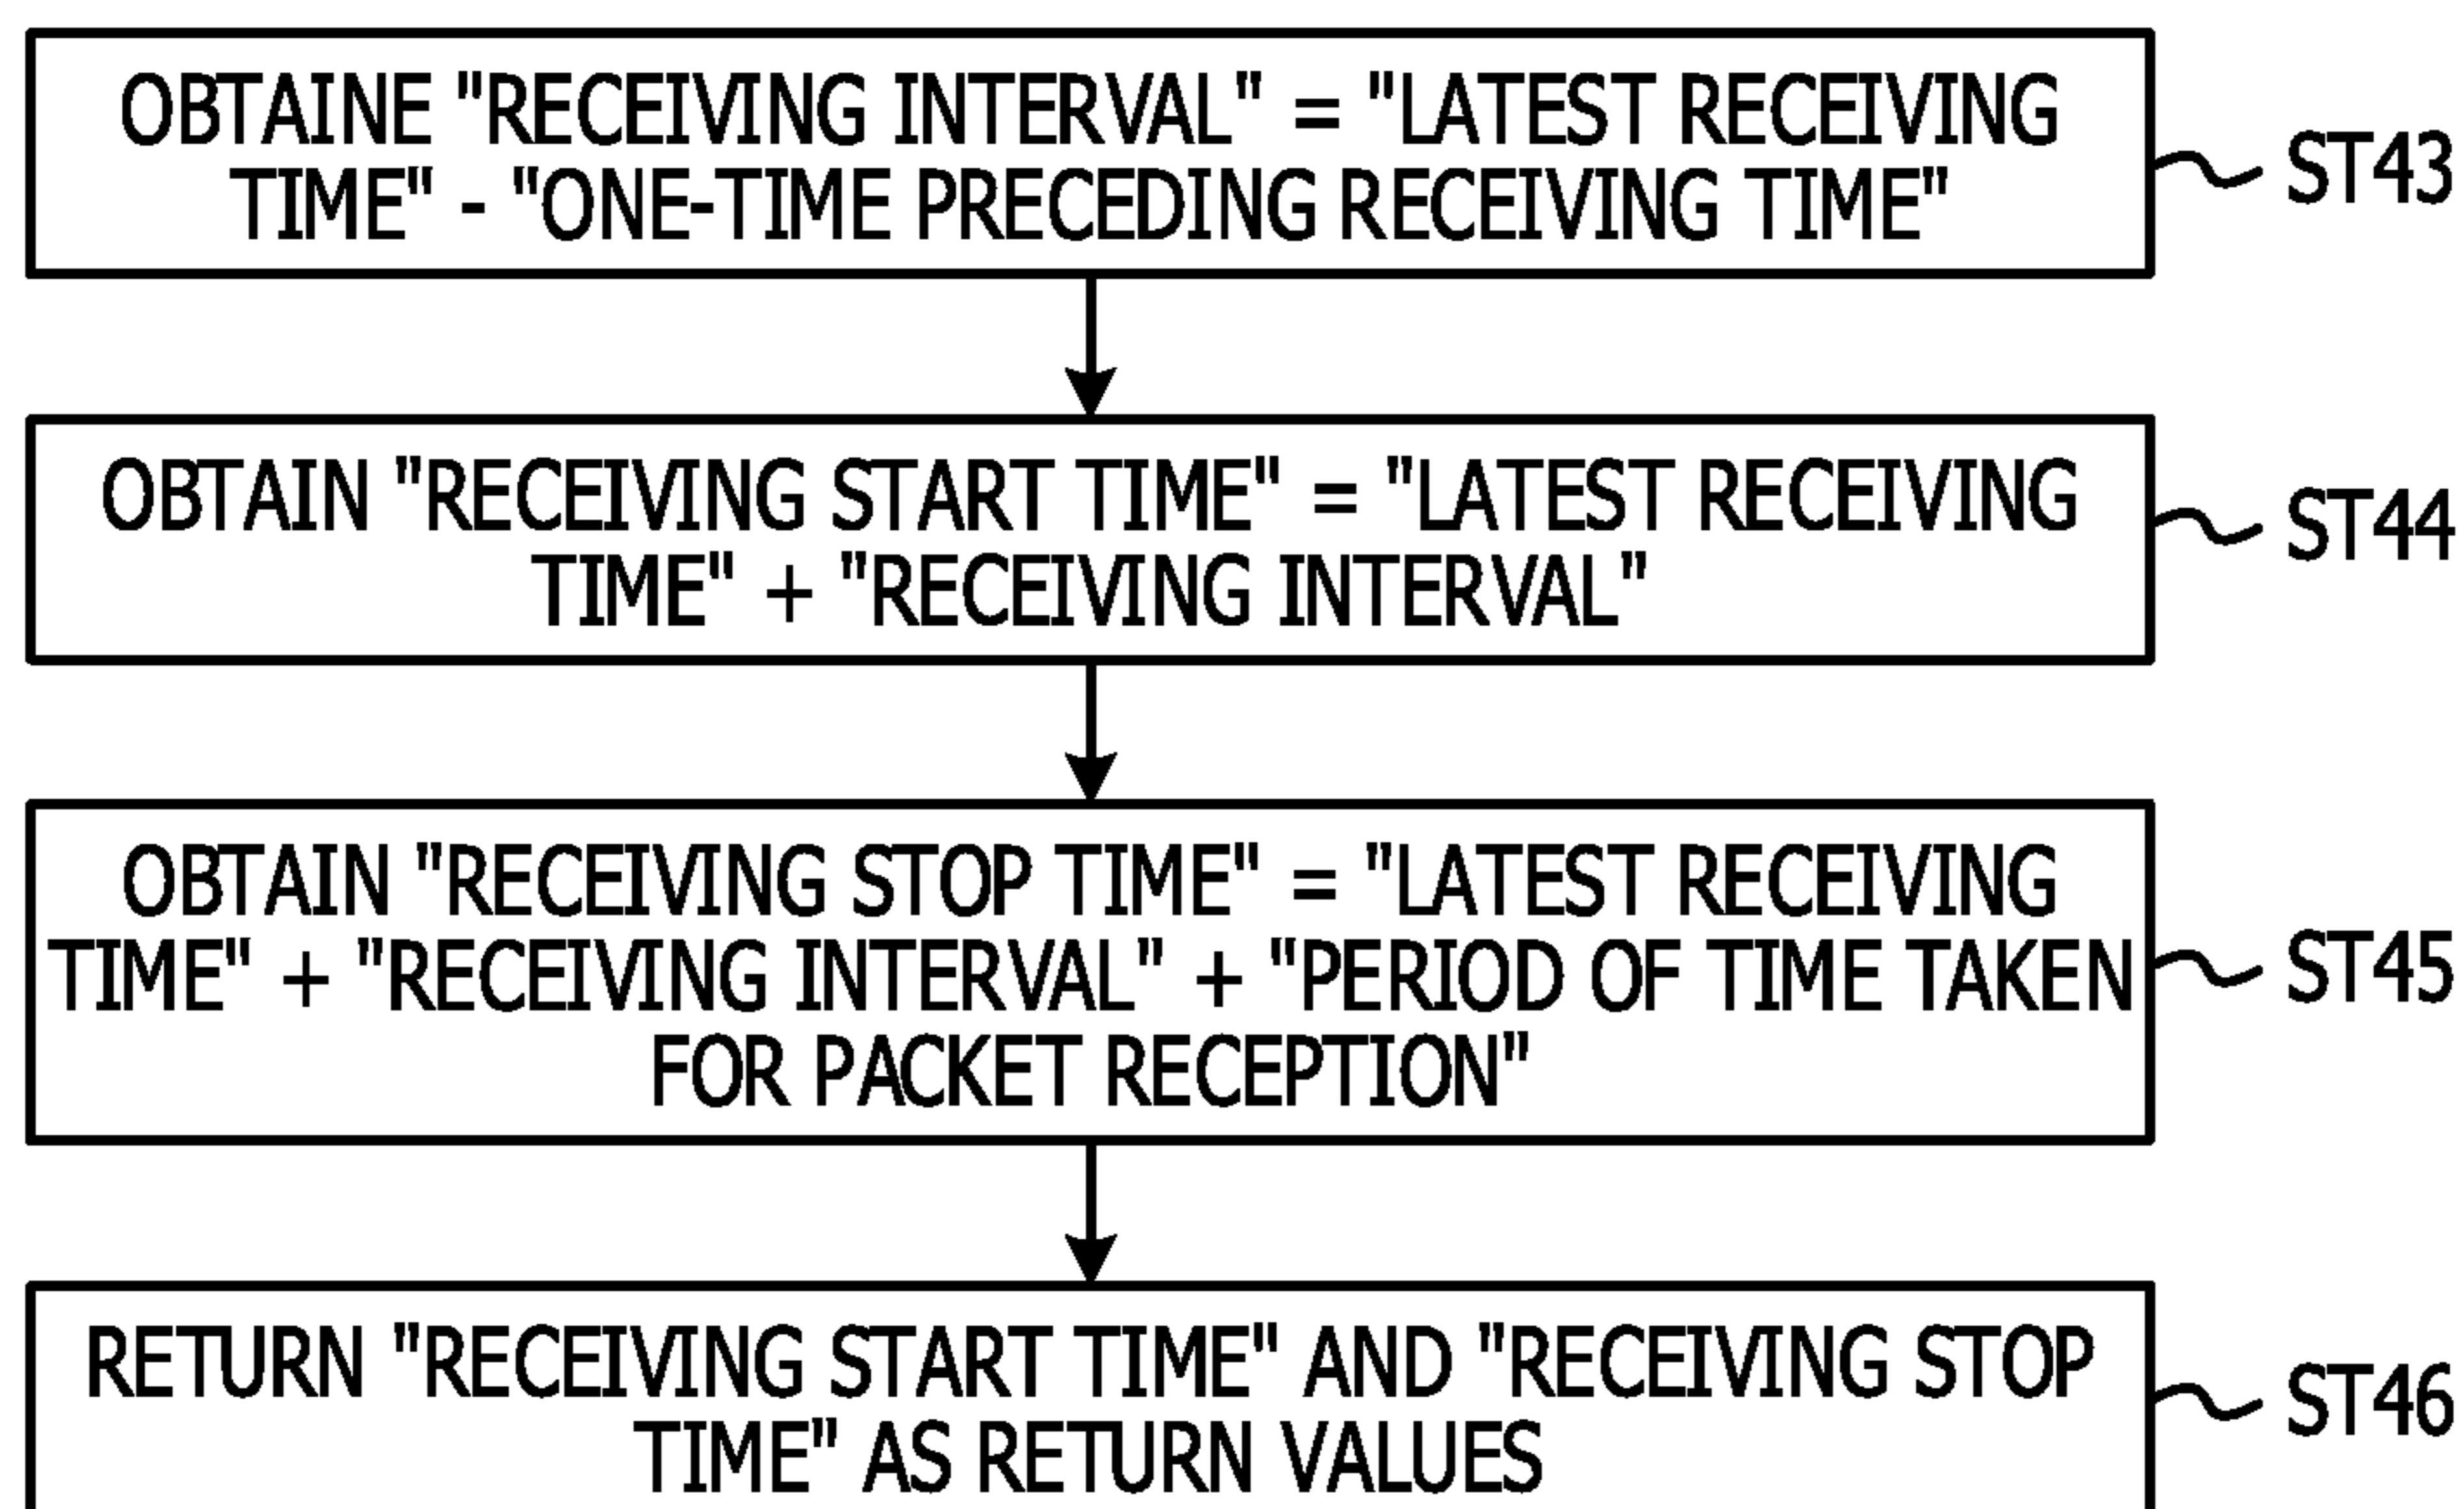 OBTAINE "RECEIVING INTERVAL" = "LATEST RECEIVING
TIME" - "ONE-TIME PRECEDING RECEIVING TIME"
ST43
OBTAIN "RECEIVING START TIME" = "LATEST RECEIVING
TIME" + "RECEIVING INTERVAL"
ST44
OBTAIN "RECEIVING STOP TIME" = "LATEST RECEIVING
TIME" + "RECEIVING INTERVAL" + "PERIOD OF TIME TAKEN
FOR PACKET RECEPTION"
ST45
RETURN "RECEIVING START TIME" AND "RECEIVING STOP
TIME" AS RETURN VALUES
ST46